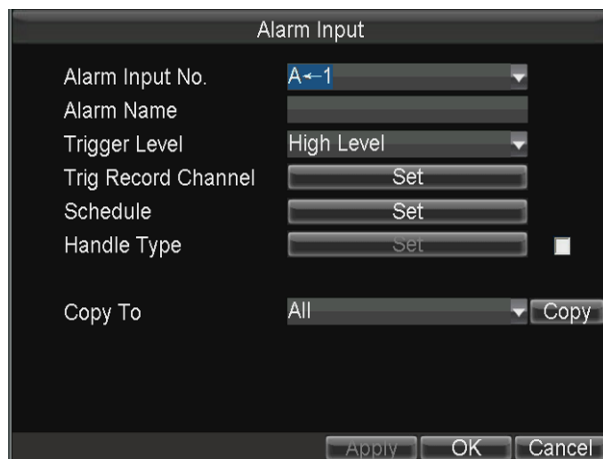 Alarm Input
Alarm Input No. A←1
Alarm Name
Trigger Level High Level
Trig Record Channel Set
Schedule Set
Handle Type Set
Copy To All Copy
Apply OK Cancel